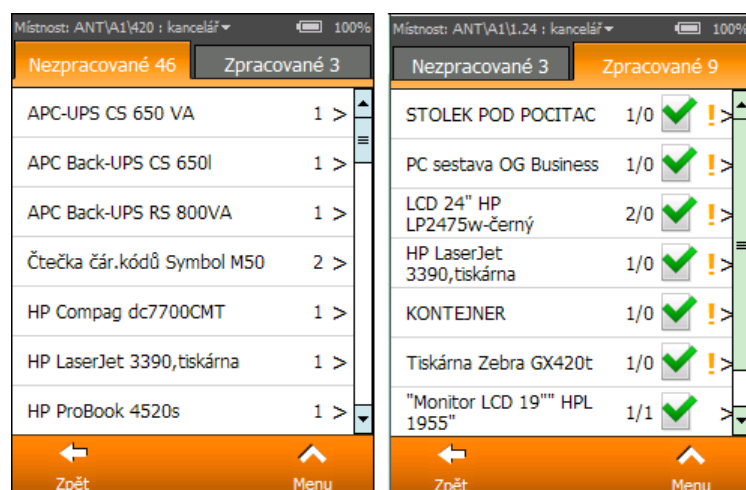 Místnost: ANT\A1\420 : kancelář
100%
Nezpracované 46
Zpracované 3
APC-UPS CS 650 VA 1 >
APC Back-UPS CS 650l 1 >
APC Back-UPS RS 800VA 1 >
Čtečka čár.kódů Symbol M50 2 >
HP Compag dc7700CMT 1 >
HP LaserJet 3390,tiskárna 1 >
HP ProBook 4520s 1 >
Zpět
Menu
Místnost: ANT\A1\1.24 : kancelář
100%
Nezpracované 3
Zpracované 9
STOLEK POD POCITAC 1/0 ! >
PC sestava OG Business 1/0 ! >
LCD 24" HP
LP2475w-černý 2/0 ! >
HP LaserJet
3390,tiskárna 1/0 ! >
KONTEJNER 1/0 ! >
Tiskárna Zebra GX420t 1/0 ! >
"Monitor LCD 19"" HPL
1955" 1/1 >
Zpět
Menu